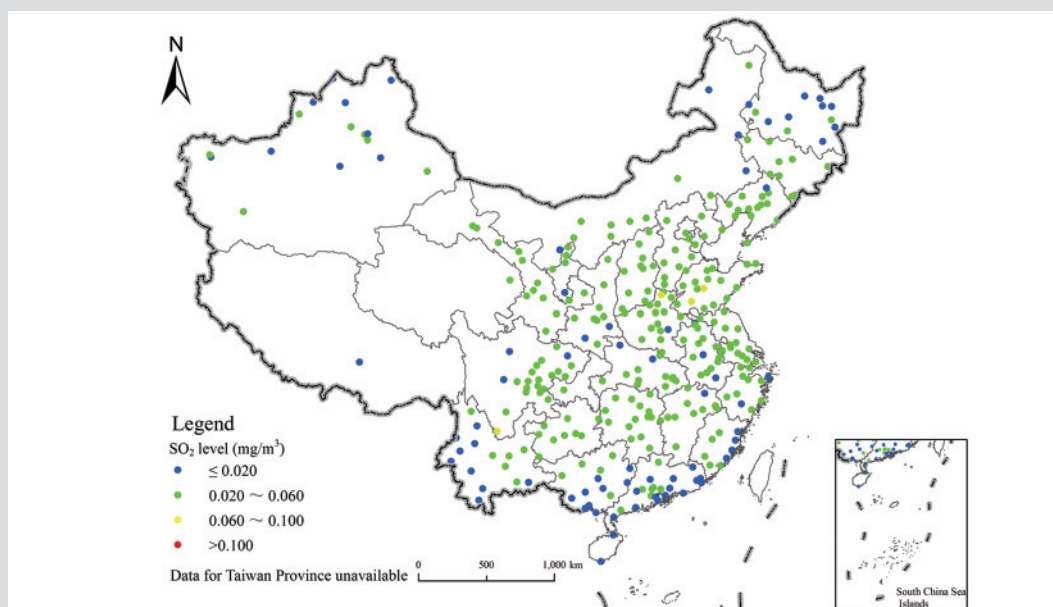 N
Legend
SO₂ level (mg/m³)
≤ 0.020
0.020 ～ 0.060
0.060 ～ 0.100
>0.100
Data for Taiwan Province unavailable
0 500 1,000 km
South China Sea
Islands